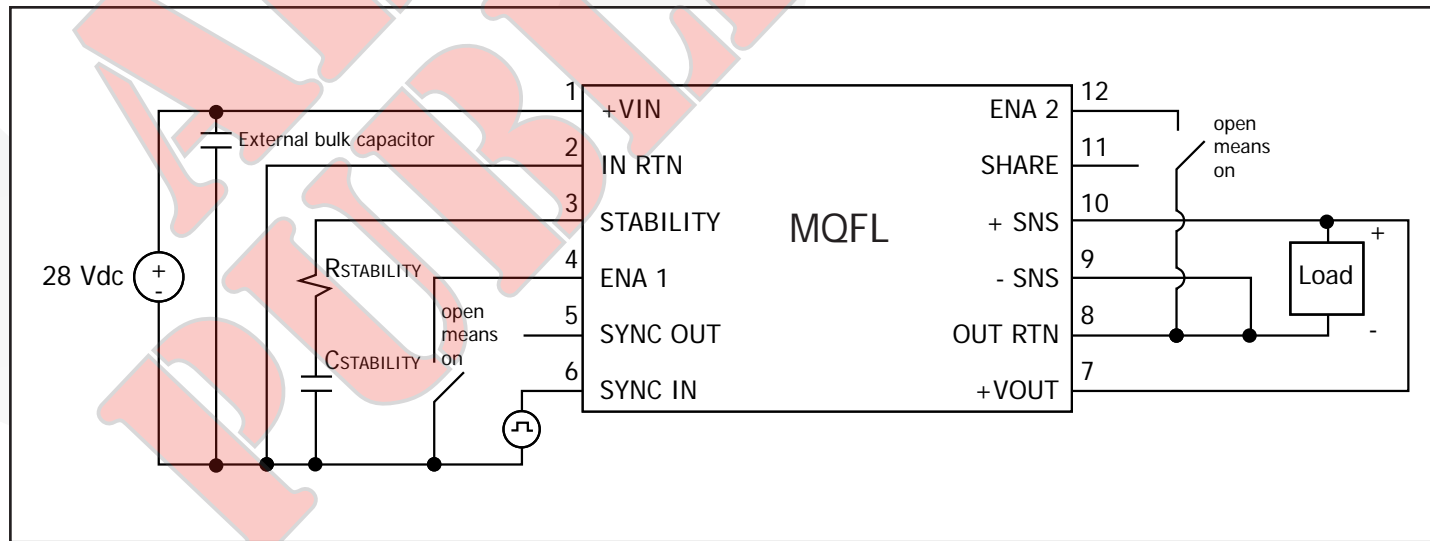 1
+VIN
ENA 2
12
open
means
on
External bulk capacitor
2
IN RTN
SHARE
11
3
STABILITY
MQFL
+ SNS
10
+
28 Vdc
+
-
RSTABILITY
4
ENA 1
- SNS
9
Load
open
means
on
5
SYNC OUT
OUT RTN
8
-
CSTABILITY
6
SYNC IN
+VOUT
7